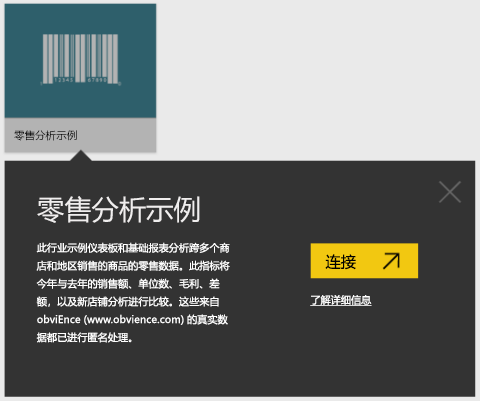 零售分析示例
零售分析示例
此行业示例仪表板和基础报表分析跨多个商
店和地区销售的商品的零售数据。此指标将
今年与去年的销售额、单位数、毛利、差
额，以及新店铺分析进行比较。这些来自
obviEnce (www.obvience.com) 的真实数
据都已进行匿名处理。
连接
了解详细信息